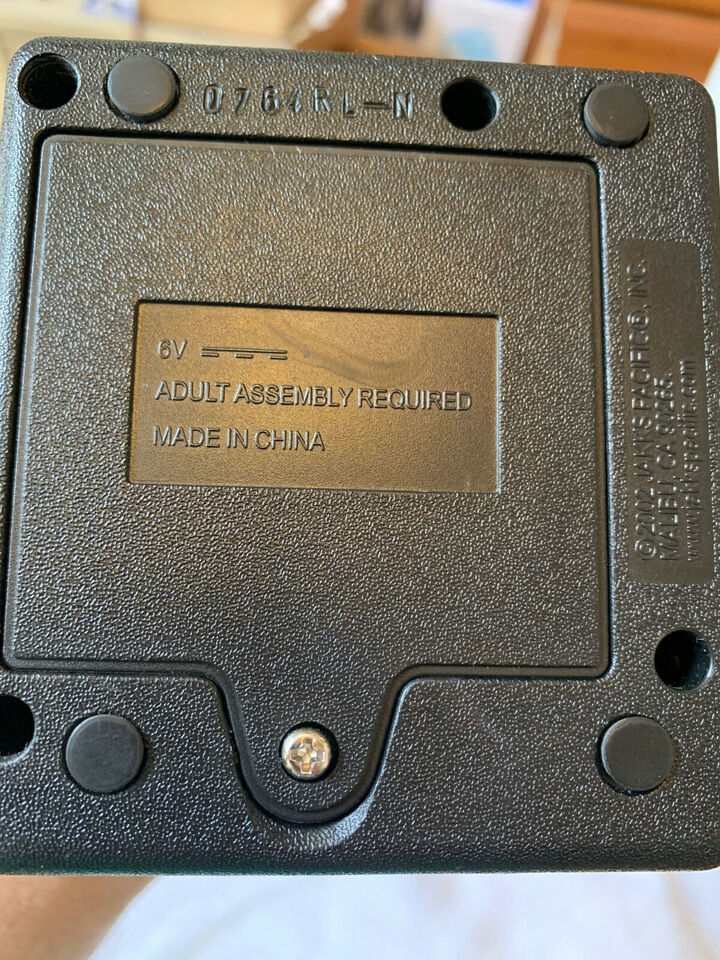 0764RL-N
6V
ADULT ASSEMBLY REQUIRED
MADE IN CHINA
©2002 JAKKS PACIFIC®, INC.
MALIBU, CA 90265
www.jakkspacific.com